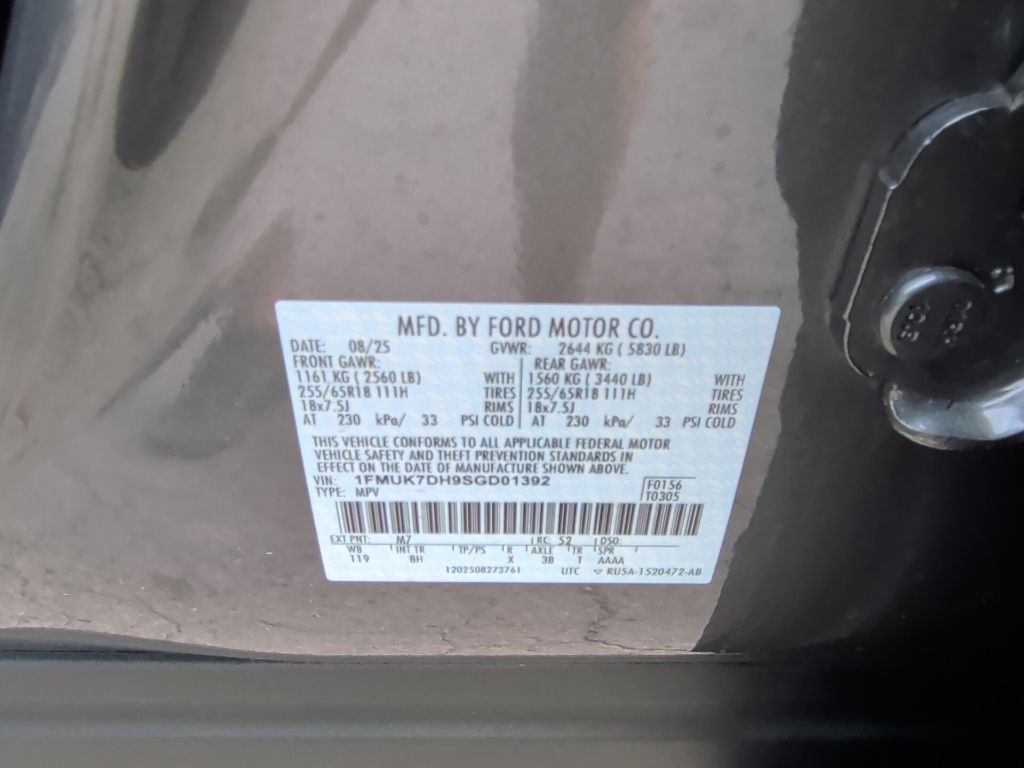 MFD. BY FORD MOTOR CO.
DATE: 08/25 GVWR: 2644 KG ( 5830 LB)
FRONT GAWR: REAR GAWR:
1161 KG ( 2560 LB) WITH 1560 KG ( 3440 LB) WITH
255/65R18 111H TIRES 255/65R18 111H TIRES
18x7.5J RIMS 18x7.5J RIMS
AT 230 kPa/ 33 PSI COLD AT 230 kPa/ 33 PSI COLD
THIS VEHICLE CONFORMS TO ALL APPLICABLE FEDERAL MOTOR
VEHICLE SAFETY AND THEFT PREVENTION STANDARDS IN
EFFECT ON THE DATE OF MANUFACTURE SHOWN ABOVE.
VIN: 1FMUK7DH9SGD01392 F0156
TYPE: MPV T0305
EXT PNT: M7 RC: 52 DSO:
WB INT TR TP/PS R AXLE TR SPR
119 8H X 3B T AAAA
1202508273761 UTC RU5A-1520472-AB